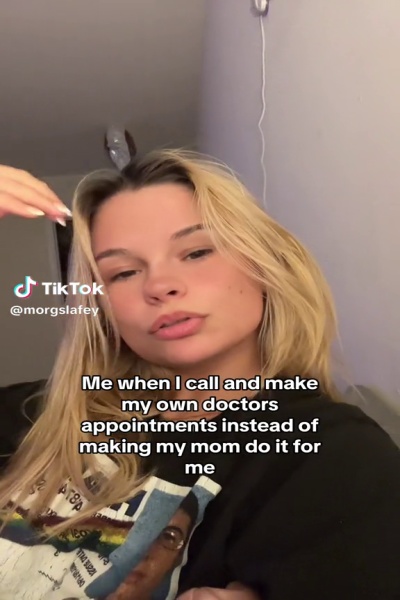 TikTok
@morgslafey
Me when I call and make
my own doctors
appointments instead of
making my mom do it for
me